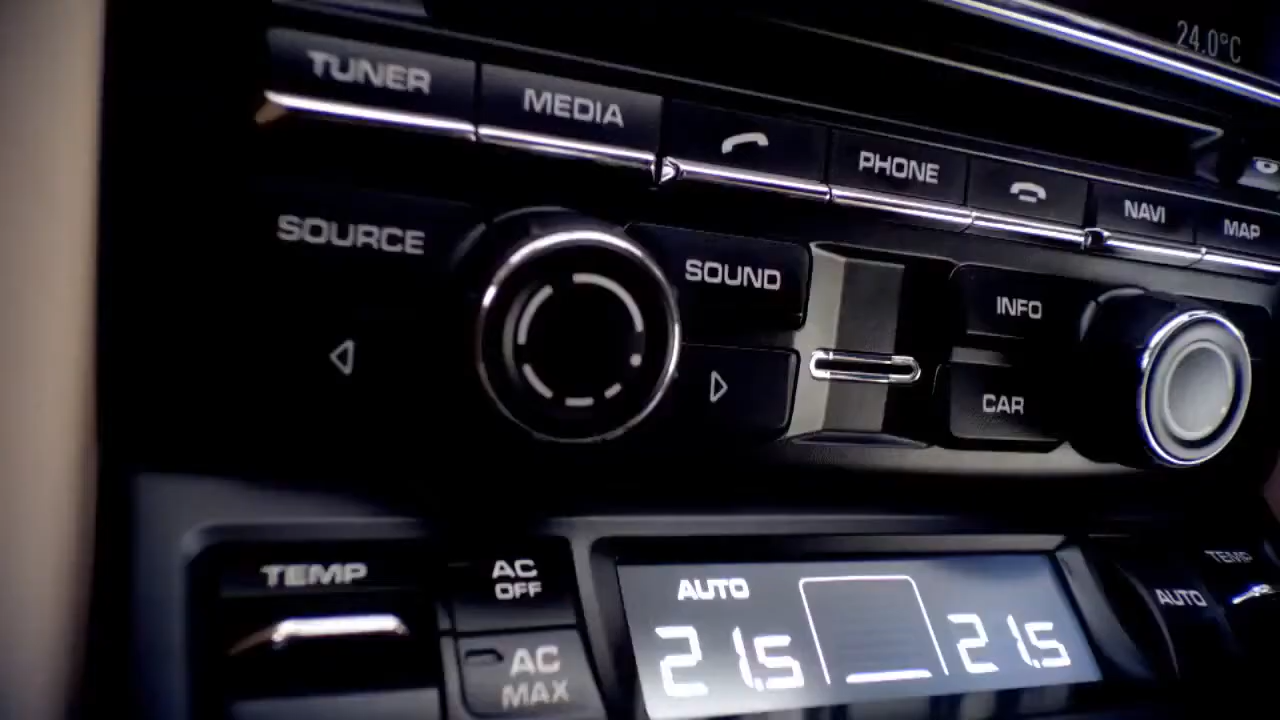 24.0°C
TUNER
MEDIA
PHONE
NAVI
MAP
SOURCE
SOUND
INFO
CAR
TEMP
AC
OFF
AC
MAX
AUTO
21.5 21.5
AUTO
TEMP